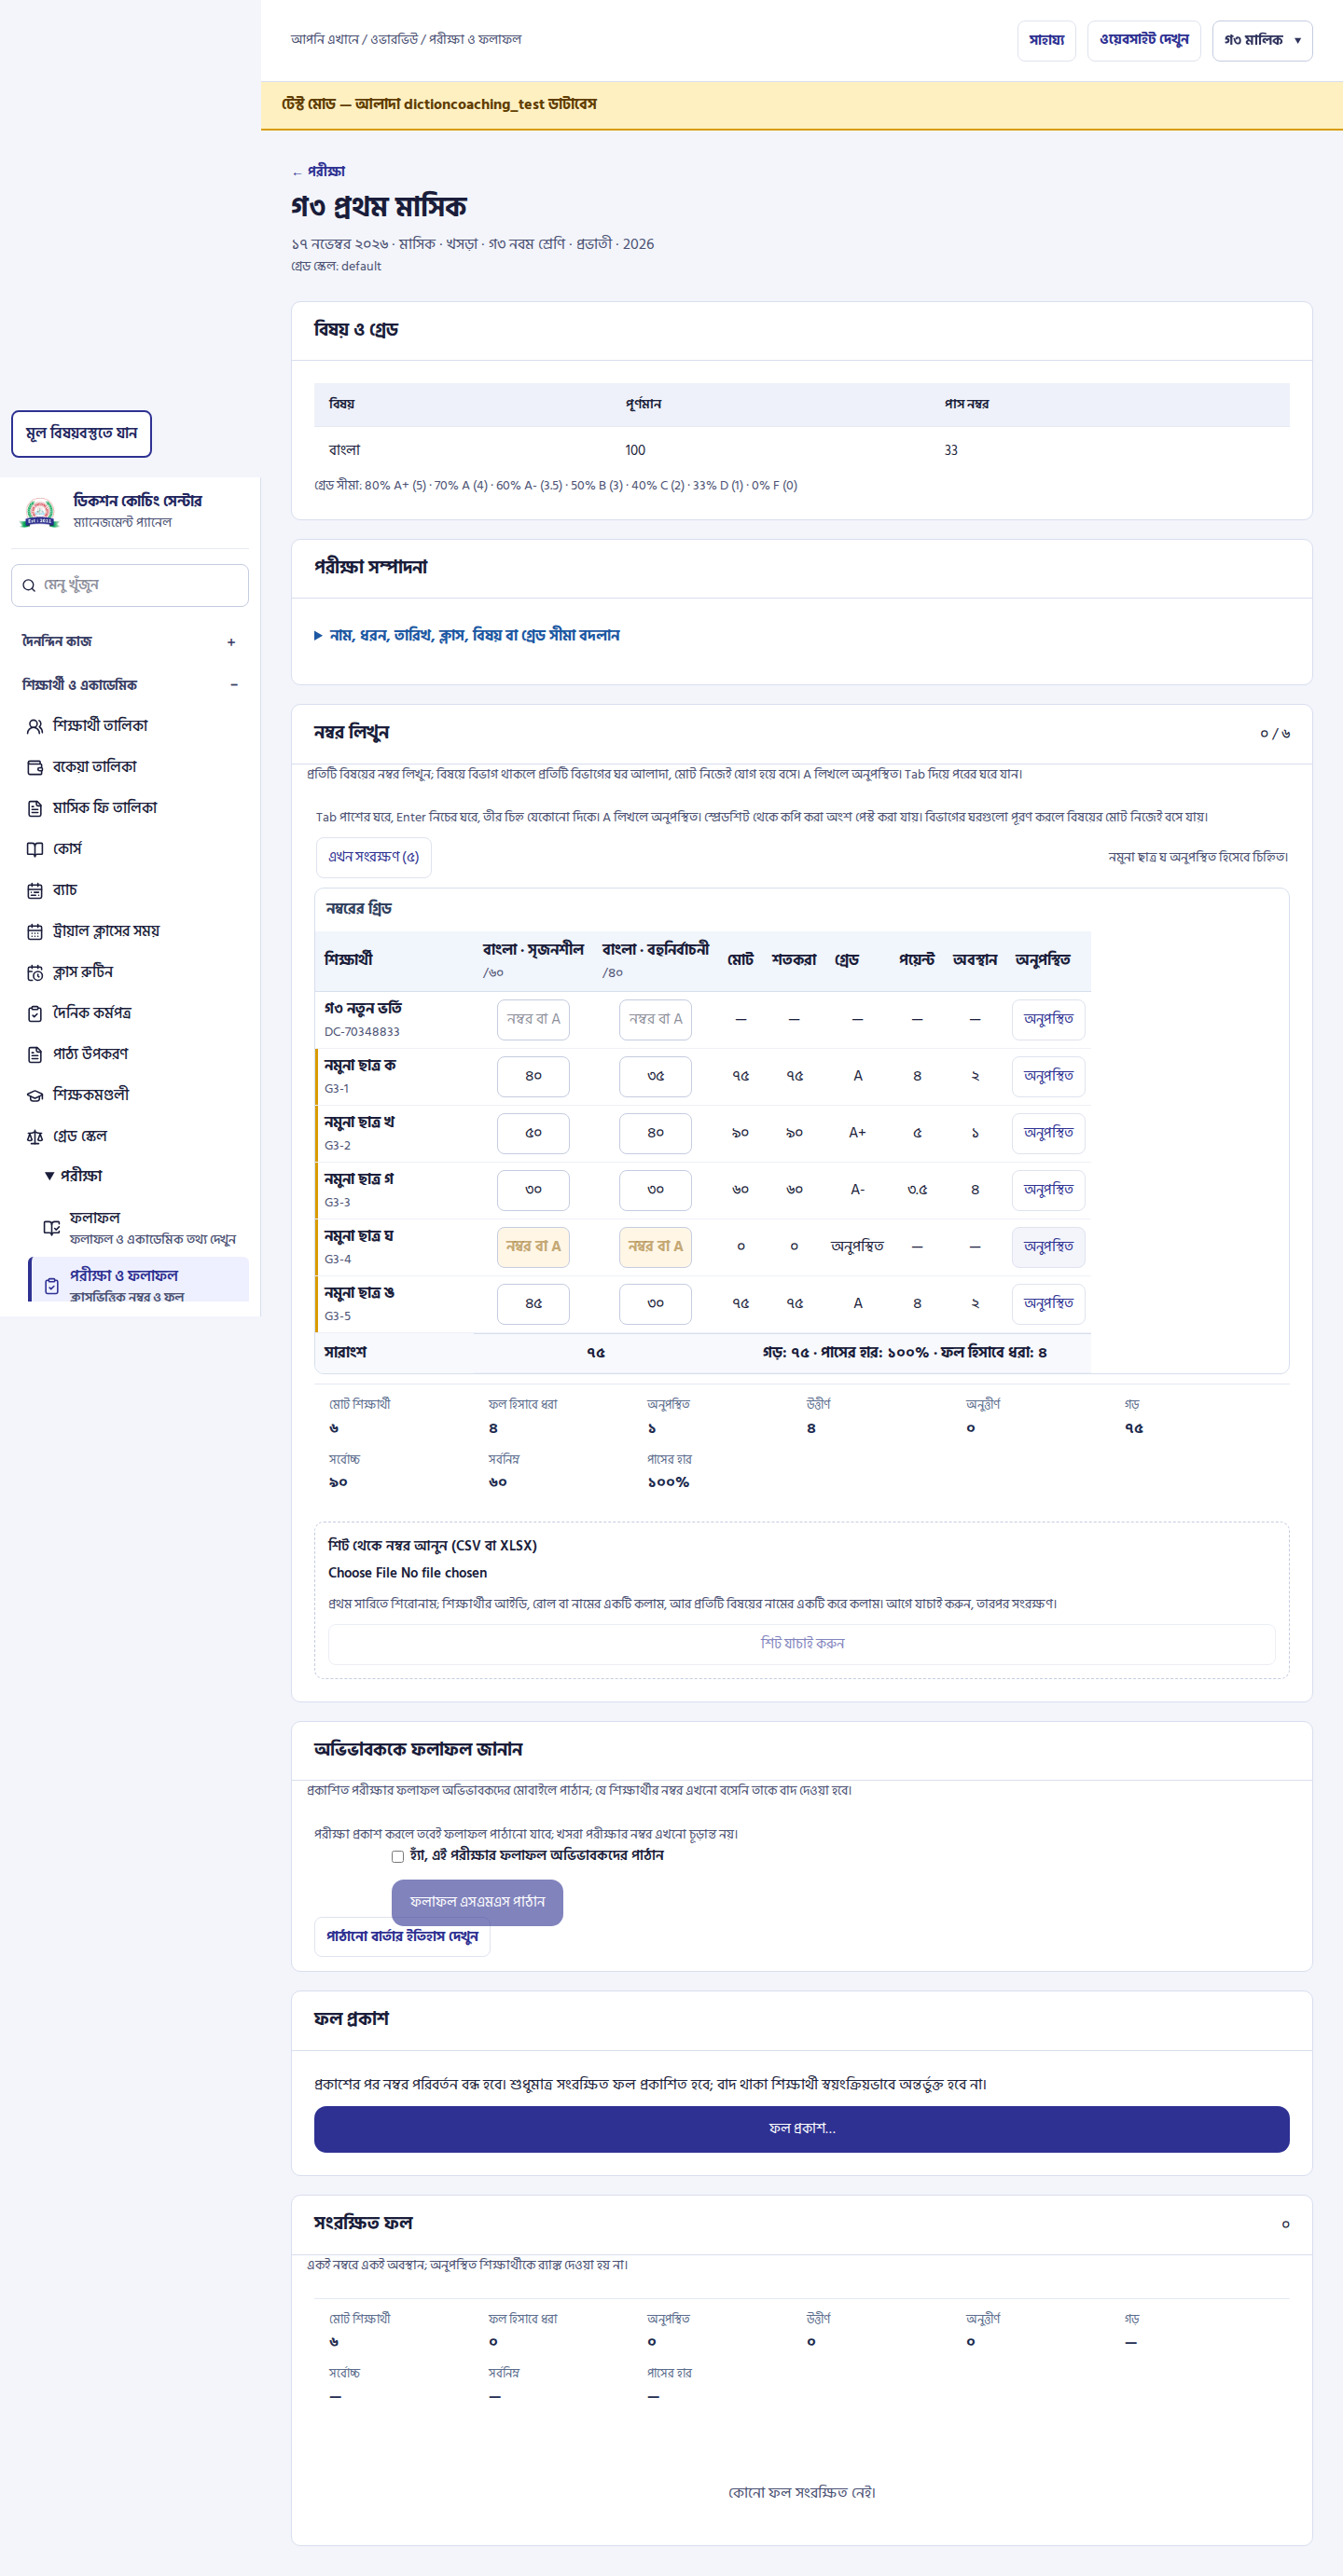 আপনি এখানে / ওভারভিউ / পরীক্ষা ও ফলাফল
সাহায্য
ওয়েবসাইট দেখুন
গ৩ মালিক ▾
টেস্ট মোড — আলাদা dictioncoaching_test ডাটাবেস
← পরীক্ষা
গ৩ প্রথম মাসিক
১৭ নভেম্বর ২০২৬ · মাসিক · খসড়া · গ৩ নবম শ্রেণি · প্রভাতী · 2026
গ্রেড স্কেল: default
বিষয় ও গ্রেড
বিষয় পূর্ণমান পাস নম্বর
বাংলা 100 33
গ্রেড সীমা: 80% A+ (5) · 70% A (4) · 60% A- (3.5) · 50% B (3) · 40% C (2) · 33% D (1) · 0% F (0)
মূল বিষয়বস্তুতে যান
ডিকশন কোচিং সেন্টার
ম্যানেজমেন্ট প্যানেল
মেনু খুঁজুন
দৈনন্দিন কাজ +
শিক্ষার্থী ও একাডেমিক −
শিক্ষার্থী তালিকা
বকেয়া তালিকা
মাসিক ফি তালিকা
কোর্স
ব্যাচ
ট্রায়াল ক্লাসের সময়
ক্লাস রুটিন
দৈনিক কর্মপত্র
পাঠ্য উপকরণ
শিক্ষকমণ্ডলী
গ্রেড স্কেল
▼ পরীক্ষা
ফলাফল
ফলাফল ও একাডেমিক তথ্য দেখুন
পরীক্ষা ও ফলাফল
ক্লাসভিত্তিক নম্বর ও ফল
পরীক্ষা সম্পাদনা
▶ নাম, ধরন, তারিখ, ক্লাস, বিষয় বা গ্রেড সীমা বদলান
নম্বর লিখুন ০ / ৬
প্রতিটি বিষয়ের নম্বর লিখুন; বিষয়ে বিভাগ থাকলে প্রতিটি বিভাগের ঘর আলাদা, মোট নিজেই যোগ হয়ে বসে। A লিখলে অনুপস্থিত। Tab দিয়ে পরের ঘরে যান।
Tab পাশের ঘরে, Enter নিচের ঘরে, তীর চিহ্ন যেকোনো দিকে। A লিখলে অনুপস্থিত। স্প্রেডশিট থেকে কপি করা অংশ পেস্ট করা যায়। বিভাগের ঘরগুলো পূরণ করলে বিষয়ের মোট নিজেই বসে যায়।
এখন সংরক্ষণ (৫) নমুনা ছাত্র ঘ অনুপস্থিত হিসেবে চিহ্নিত।
নম্বরের গ্রিড
শিক্ষার্থী বাংলা · সৃজনশীল বাংলা · বহুনির্বাচনী মোট শতকরা গ্রেড পয়েন্ট অবস্থান অনুপস্থিত
/৬০ /৪০
গ৩ নতুন ভর্তি নম্বর বা A নম্বর বা A — — — — — অনুপস্থিত
DC-70348833
নমুনা ছাত্র ক ৪০ ৩৫ ৭৫ ৭৫ A ৪ ২ অনুপস্থিত
G3-1
নমুনা ছাত্র খ ৫০ ৪০ ৯০ ৯০ A+ ৫ ১ অনুপস্থিত
G3-2
নমুনা ছাত্র গ ৩০ ৩০ ৬০ ৬০ A- ৩.৫ ৪ অনুপস্থিত
G3-3
নমুনা ছাত্র ঘ নম্বর বা A নম্বর বা A ০ ০ অনুপস্থিত — — অনুপস্থিত
G3-4
নমুনা ছাত্র ঙ ৪৫ ৩০ ৭৫ ৭৫ A ৪ ২ অনুপস্থিত
G3-5
সারাংশ ৭৫ গড়: ৭৫ · পাসের হার: ১০০% · ফল হিসাবে ধরা: ৪
মোট শিক্ষার্থী ফল হিসাবে ধরা অনুপস্থিত উত্তীর্ণ অনুত্তীর্ণ গড়
৬ ৪ ১ ৪ ০ ৭৫
সর্বোচ্চ সর্বনিম্ন পাসের হার
৯০ ৬০ ১০০%
শিট থেকে নম্বর আনুন (CSV বা XLSX)
Choose File No file chosen
প্রথম সারিতে শিরোনাম; শিক্ষার্থীর আইডি, রোল বা নামের একটি কলাম, আর প্রতিটি বিষয়ের নামের একটি করে কলাম। আগে যাচাই করুন, তারপর সংরক্ষণ।
শিট যাচাই করুন
অভিভাবককে ফলাফল জানান
প্রকাশিত পরীক্ষার ফলাফল অভিভাবকদের মোবাইলে পাঠান; যে শিক্ষার্থীর নম্বর এখনো বসেনি তাকে বাদ দেওয়া হবে।
পরীক্ষা প্রকাশ করলে তবেই ফলাফল পাঠানো যাবে; খসরা পরীক্ষার নম্বর এখনো চূড়ান্ত নয়।
হ্যাঁ, এই পরীক্ষার ফলাফল অভিভাবকদের পাঠান
ফলাফল এসএমএস পাঠান
পাঠানো বার্তার ইতিহাস দেখুন
ফল প্রকাশ
প্রকাশের পর নম্বর পরিবর্তন বন্ধ হবে। শুধুমাত্র সংরক্ষিত ফল প্রকাশিত হবে; বাদ থাকা শিক্ষার্থী স্বয়ংক্রিয়ভাবে অন্তর্ভুক্ত হবে না।
ফল প্রকাশ...
সংরক্ষিত ফল ০
একই নম্বরে একই অবস্থান; অনুপস্থিত শিক্ষার্থীকে র‍্যাঙ্ক দেওয়া হয় না।
মোট শিক্ষার্থী ফল হিসাবে ধরা অনুপস্থিত উত্তীর্ণ অনুত্তীর্ণ গড়
৬ ০ ০ ০ ০ —
সর্বোচ্চ সর্বনিম্ন পাসের হার
— — —
কোনো ফল সংরক্ষিত নেই।